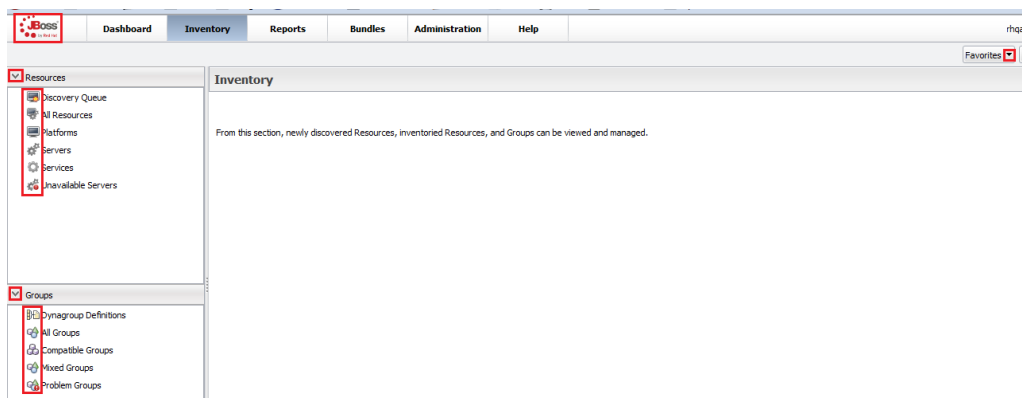 JBoss by Red Hat Dashboard Inventory Reports Bundles Administration Help rhqa
Favorites
Resources
Inventory
Discovery Queue
All Resources
From this section, newly discovered Resources, inventoried Resources, and Groups can be viewed and managed.
Platforms
Servers
Services
Unavailable Servers
Groups
Dynagroup Definitions
All Groups
Compatible Groups
Mixed Groups
Problem Groups